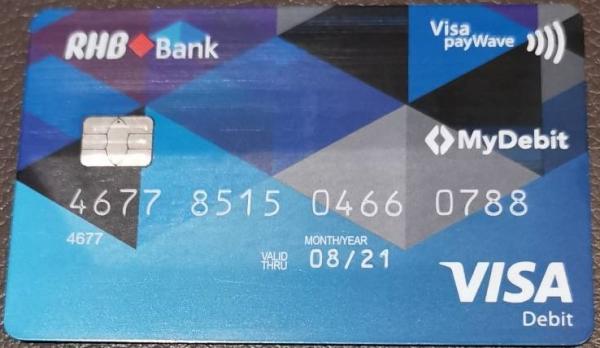 RHB Bank
Visa
payWave
MyDebit
4677 8515 0466 0788
4677
MONTH/YEAR
VALID
THRU
08/21
VISA
Debit